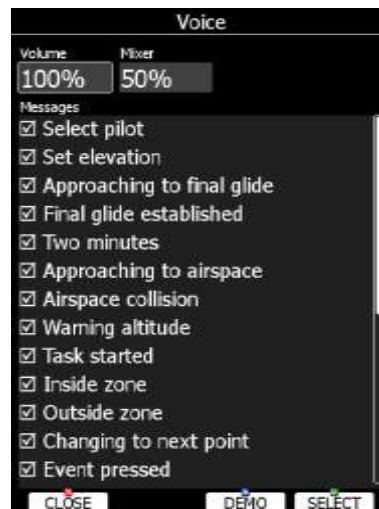 Voice
Volume Mixer
100% 50%
Messages
Select pilot
Set elevation
Approaching to final glide
Final glide established
Two minutes
Approaching to airspace
Airspace collision
Warning altitude
Task started
Inside zone
Outside zone
Changing to next point
Event pressed
CLOSE DEMO SELECT